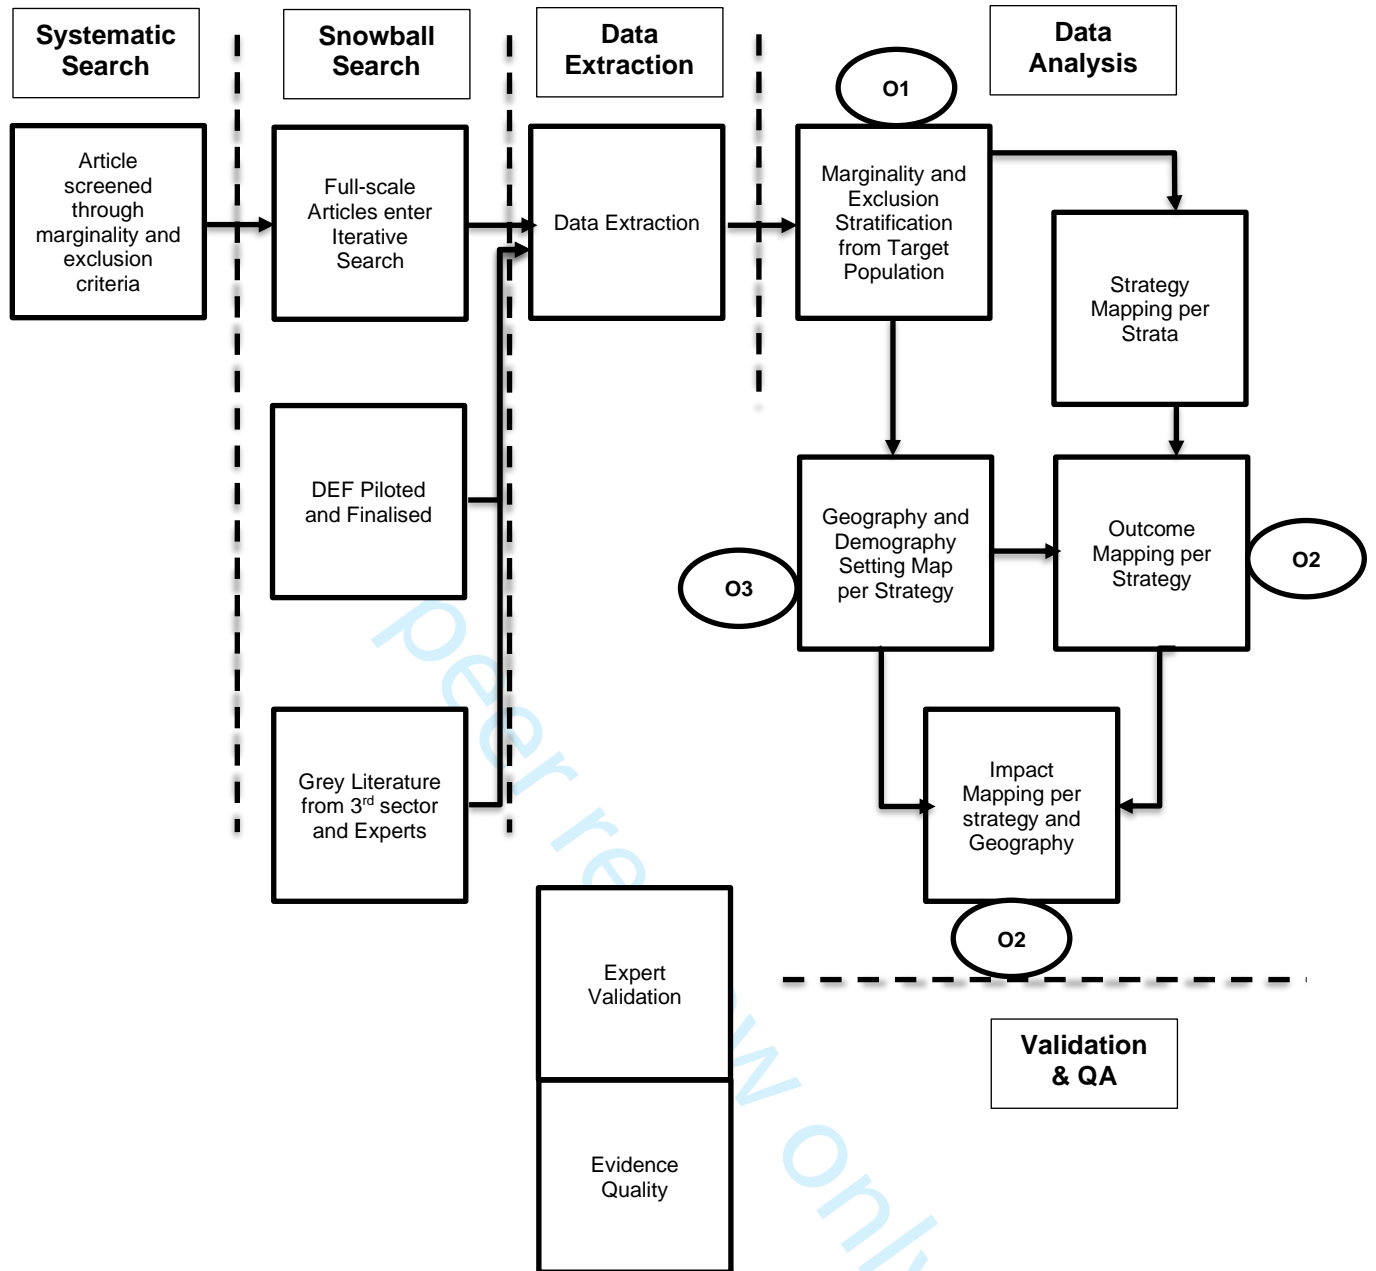 Systematic
Search
Snowball
Search
Data
Extraction
Data
Analysis
O1
Article
screened
through
marginality and
exclusion
criteria
Full-scale
Articles enter
Iterative
Search
Data Extraction
Marginality and
Exclusion
Stratification
from Target
Population
Strategy
Mapping per
Strata
DEF Piloted
and Finalised
Geography and
Demography
Setting Map
per Strategy
Outcome
Mapping per
Strategy
O3
O2
Grey Literature
from 3rd sector
and Experts
Impact
Mapping per
strategy and
Geography
O2
Expert
Validation
Validation
& QA
Evidence
Quality
peer review only